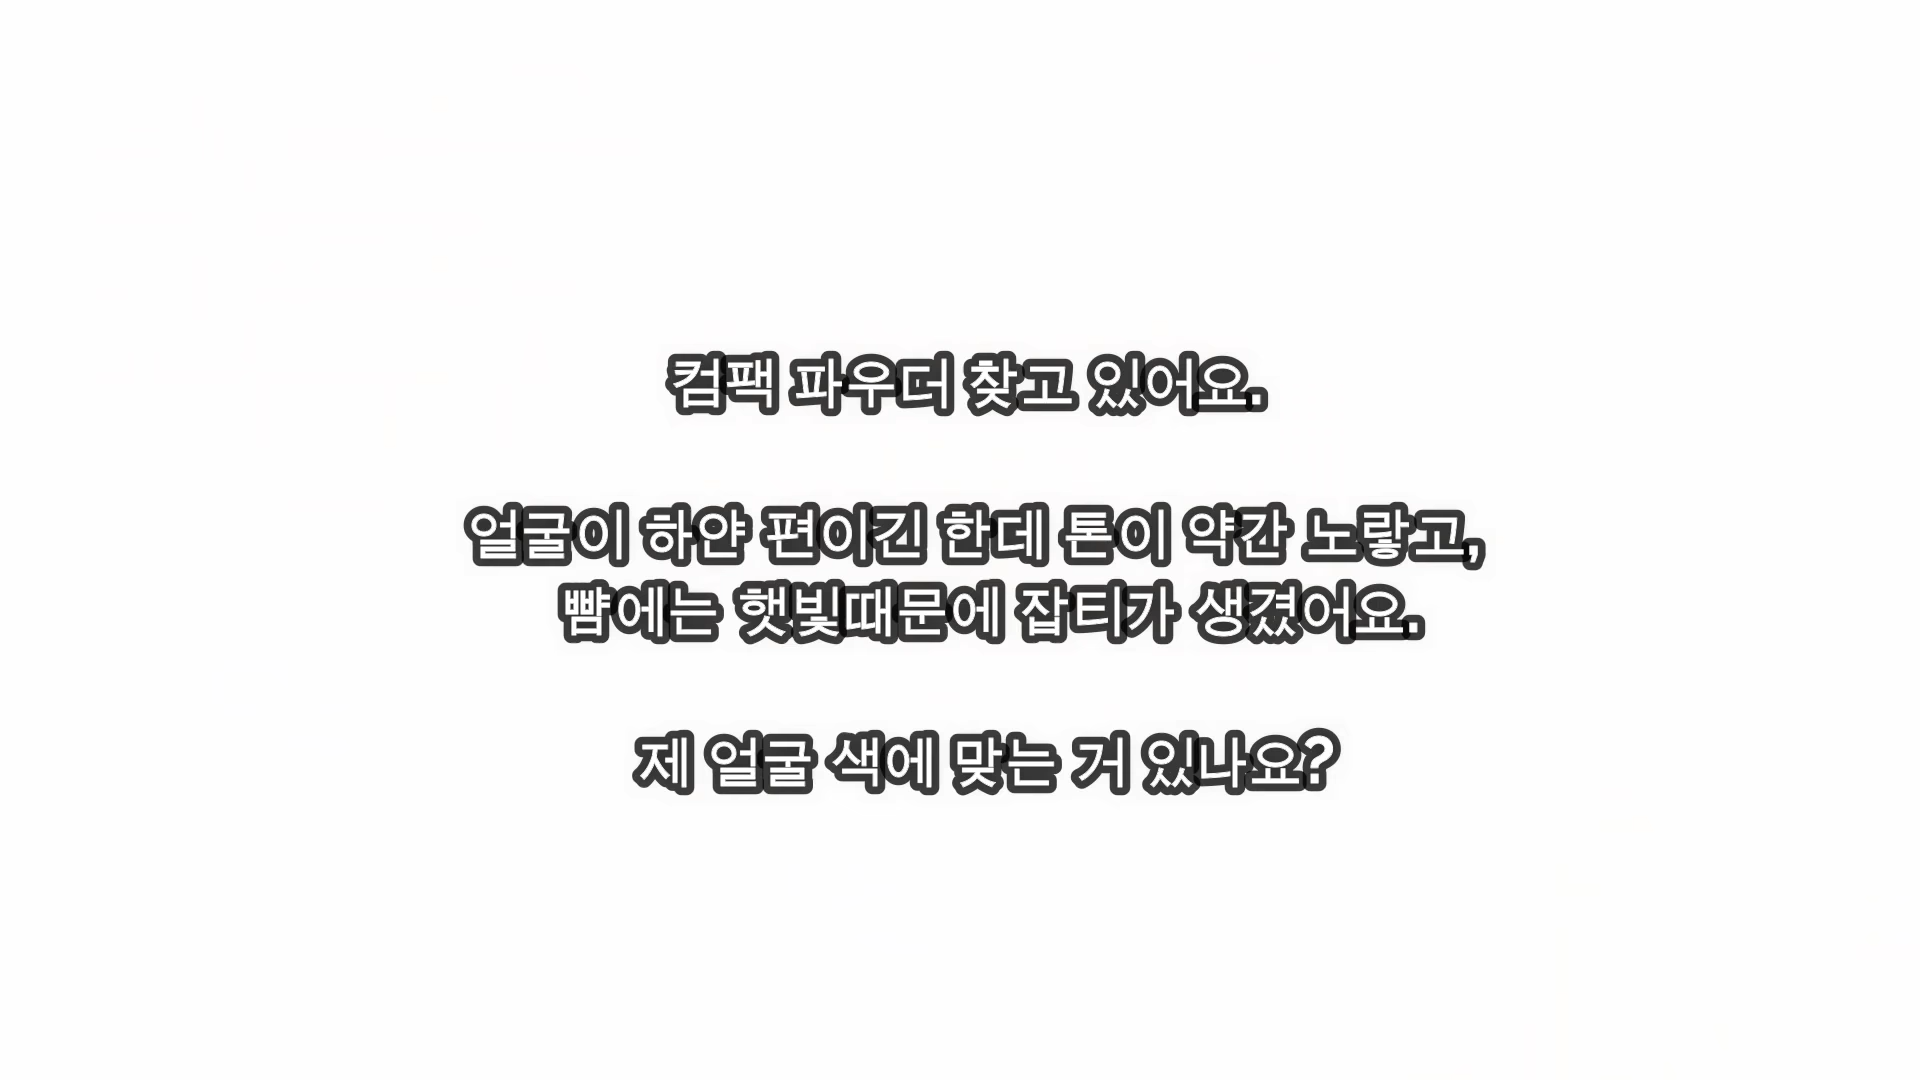 컴팩 파우더 찾고 있어요.
얼굴이 하얀 편이긴 한데 톤이 약간 노랗고,
뺨에는 햇빛때문에 잡티가 생겼어요.
제 얼굴 색에 맞는 거 있나요?